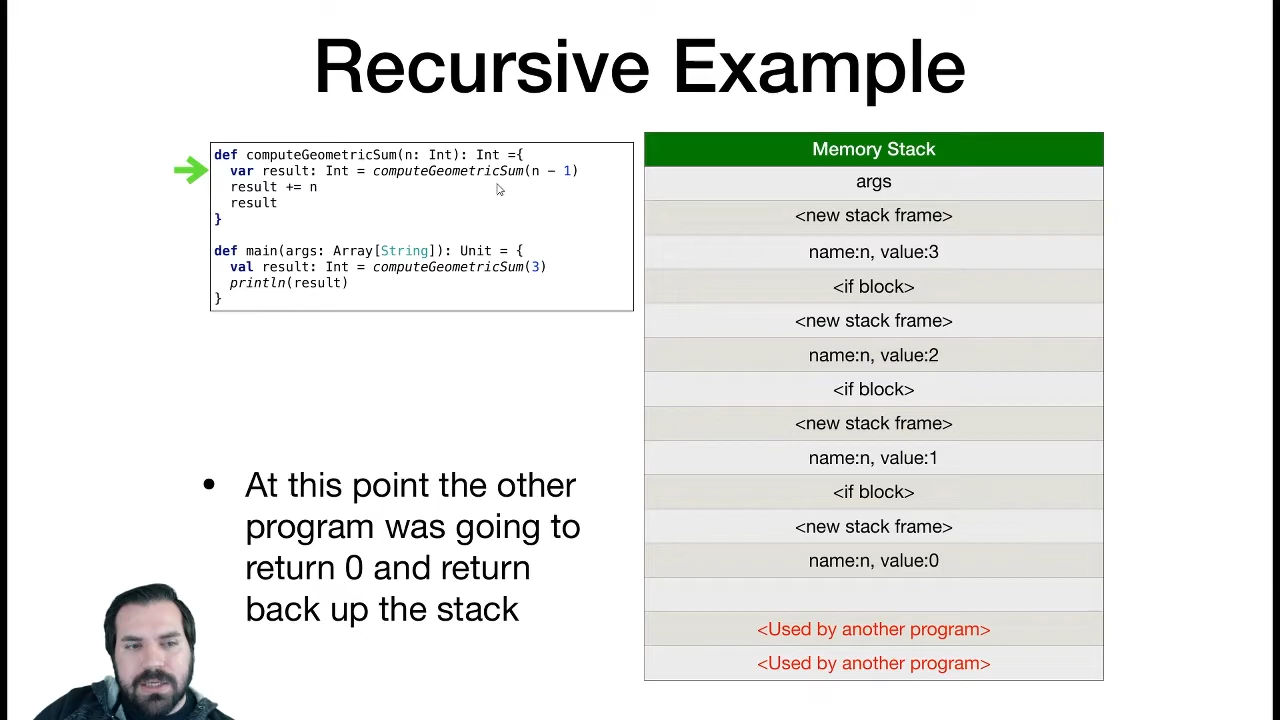 Recursive Example
def computeGeometricSum(n: Int): Int ={
var result: Int = computeGeometricSum(n - 1)
result += n
result
}
def main(args: Array[String]): Unit = {
val result: Int = computeGeometricSum(3)
println(result)
}
• At this point the other
program was going to
return 0 and return
back up the stack
Memory Stack
args
<new stack frame>
name:n, value:3
<if block>
<new stack frame>
name:n, value:2
<if block>
<new stack frame>
name:n, value:1
<if block>
<new stack frame>
name:n, value:0
<Used by another program>
<Used by another program>